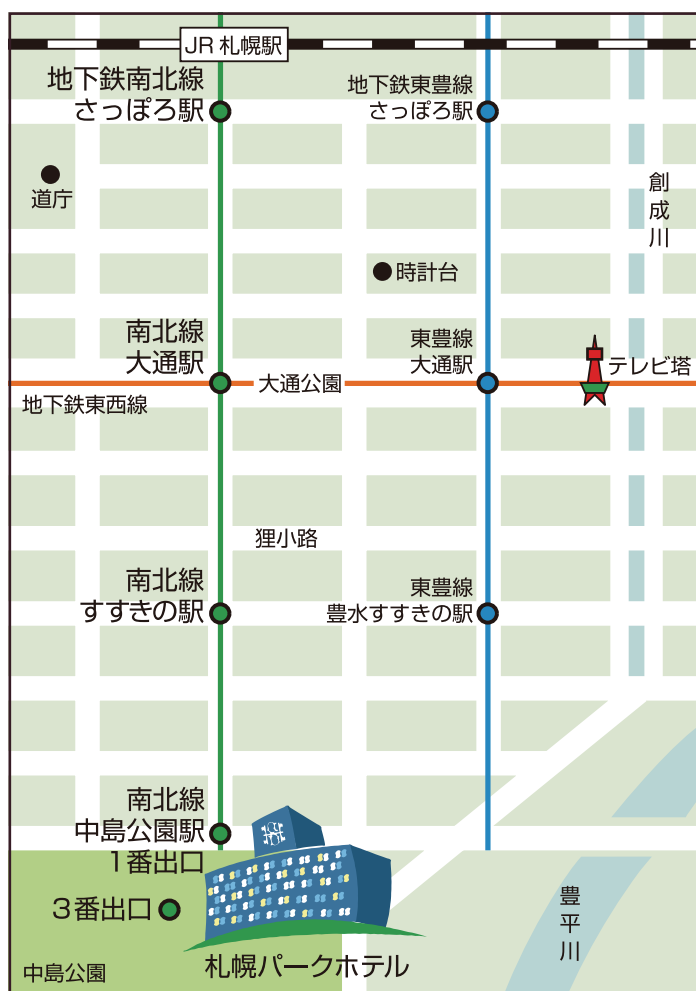 JR 札幌駅
地下鉄南北線
さっぽろ駅
地下鉄東豊線
さっぽろ駅
道庁
創成川
時計台
南北線
大通駅
東豊線
大通駅
テレビ塔
大通公園
地下鉄東西線
狸小路
南北線
すすきの駅
東豊線
豊水すすきの駅
南北線
中島公園駅
1番出口
3番出口
豊平川
札幌パークホテル
中島公園